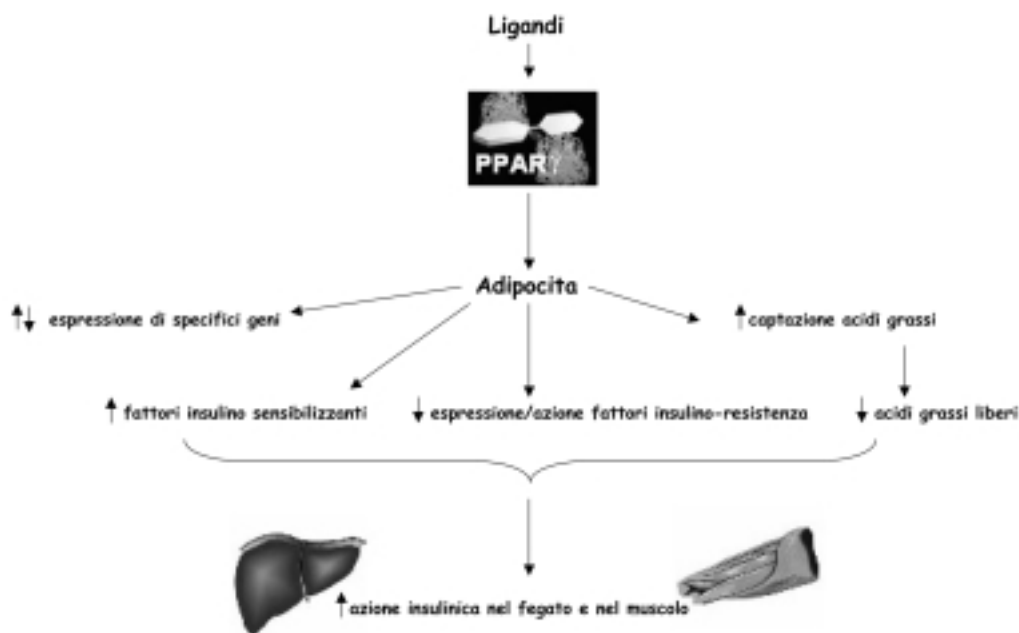 Ligandi
PPARγ
Adipocita
↑↓ espressione di specifici geni
↑ captazione acidi grassi
↑ fattori insulino sensibilizzanti
↓ espressione/azione fattori insulino-resistenza
↓ acidi grassi liberi
↑ azione insulinica nel fegato e nel muscolo